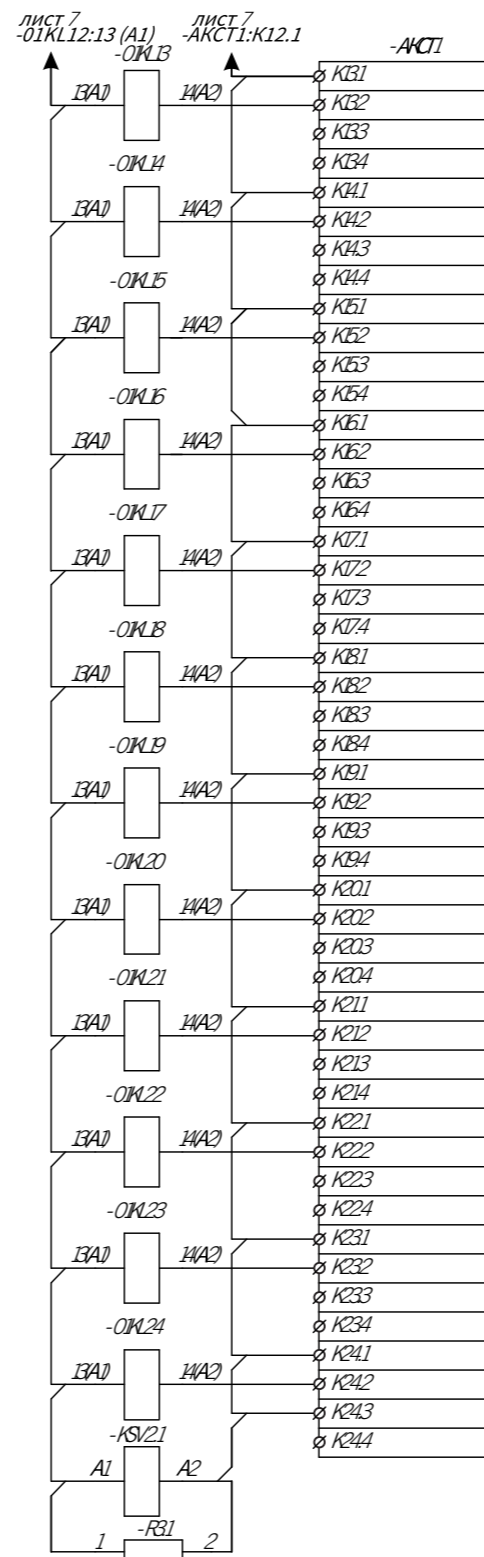 лист 7 лист 7
-01KL12:13 (A1) -АКСТ1:К12.1
-01KL13 -АКСТ1
K13.1
13(A1) 14(A2) K13.2
K13.3
-01KL14 K13.4
K14.1
13(A1) 14(A2) K14.2
K14.3
-01KL15 K14.4
K15.1
13(A1) 14(A2) K15.2
K15.3
-01KL16 K15.4
K16.1
13(A1) 14(A2) K16.2
K16.3
-01KL17 K16.4
K17.1
13(A1) 14(A2) K17.2
K17.3
-01KL18 K17.4
K18.1
13(A1) 14(A2) K18.2
K18.3
-01KL19 K18.4
K19.1
13(A1) 14(A2) K19.2
K19.3
-01KL20 K19.4
K20.1
13(A1) 14(A2) K20.2
K20.3
-01KL21 K20.4
K21.1
13(A1) 14(A2) K21.2
K21.3
-01KL22 K21.4
K22.1
13(A1) 14(A2) K22.2
K22.3
-01KL23 K22.4
K23.1
13(A1) 14(A2) K23.2
K23.3
-01KL24 K23.4
K24.1
13(A1) 14(A2) K24.2
K24.3
-KSV2.1 K24.4
A1 A2
-R3.1
1 2